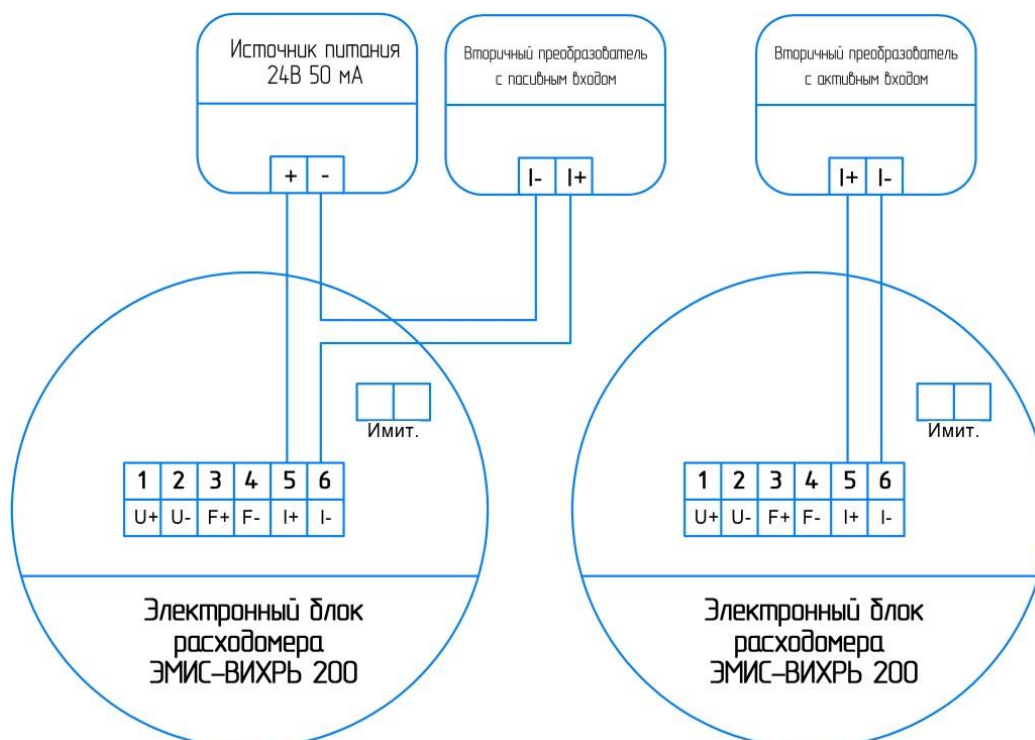 Источник питания
24В 50 мА
+ -
Вторичный преобразователь
с пасивным входом
I- I+
Вторичный преобразователь
с активным входом
I+ I-
Имит.
1 2 3 4 5 6
U+ U- F+ F- I+ I-
Электронный блок
расходомера
ЭМИС-ВИХРЬ 200
Имит.
1 2 3 4 5 6
U+ U- F+ F- I+ I-
Электронный блок
расходомера
ЭМИС-ВИХРЬ 200